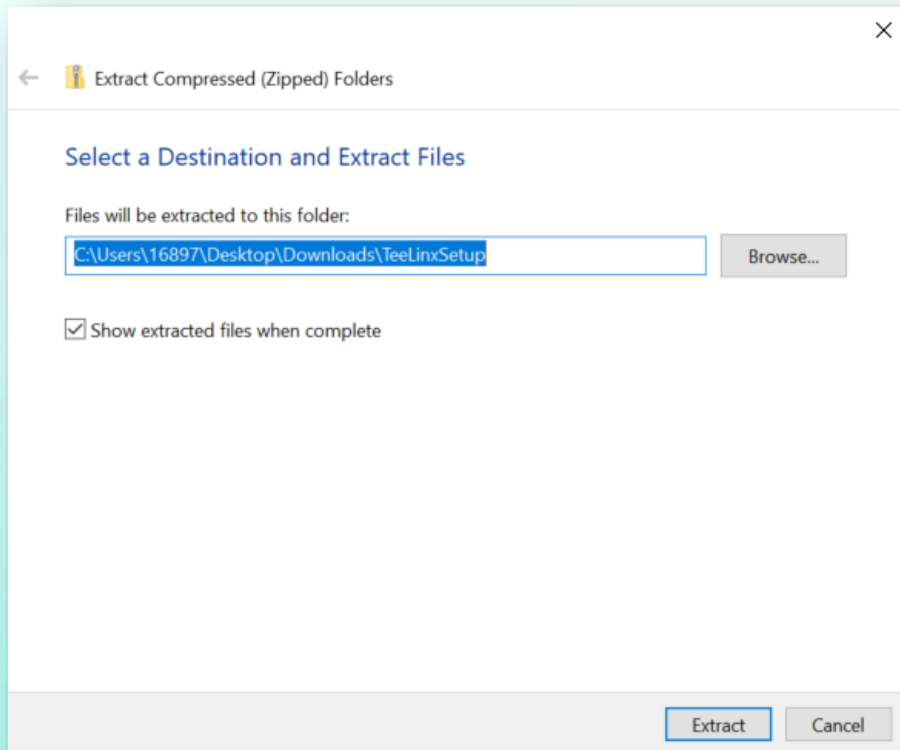 Extract Compressed (Zipped) Folders
Select a Destination and Extract Files
Files will be extracted to this folder:
C:\Users\16897\Desktop\Downloads\TeeLinxSetup
Browse...
Show extracted files when complete
Extract
Cancel